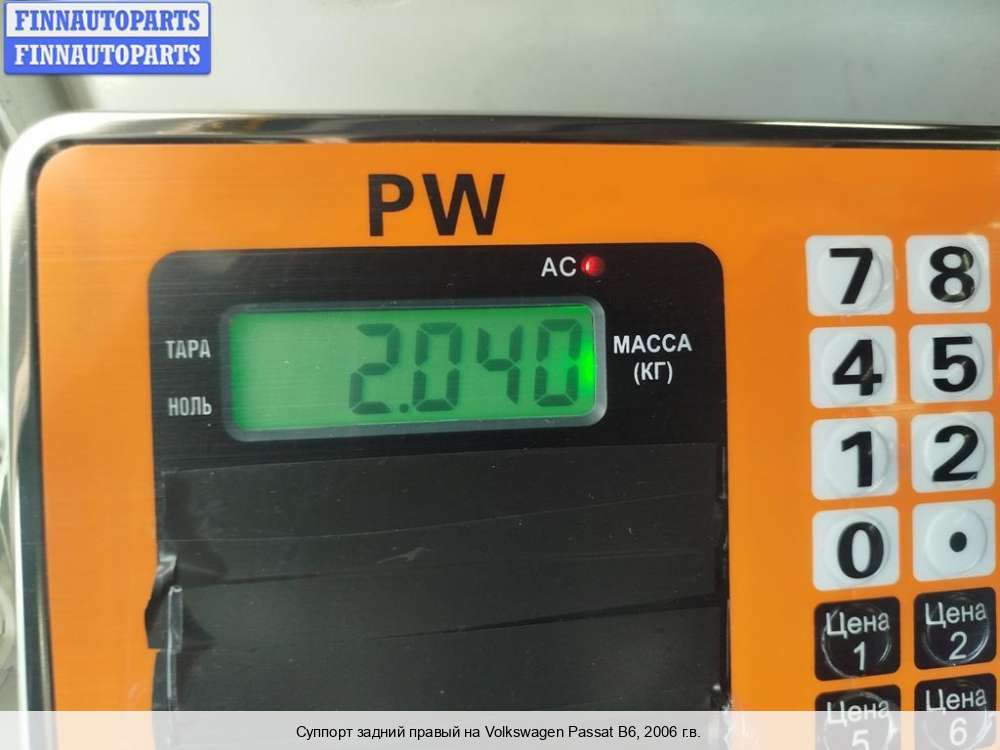 FINNAUTOPARTS
FINNAUTOPARTS
PW
AC
ТАРА
2.040
МАССА
(КГ)
НОЛЬ
7 8
4 5
1 2
0 .
Цена 1
Цена 2
Цена 5
Цена 6
Суппорт задний правый на Volkswagen Passat B6, 2006 г.в.